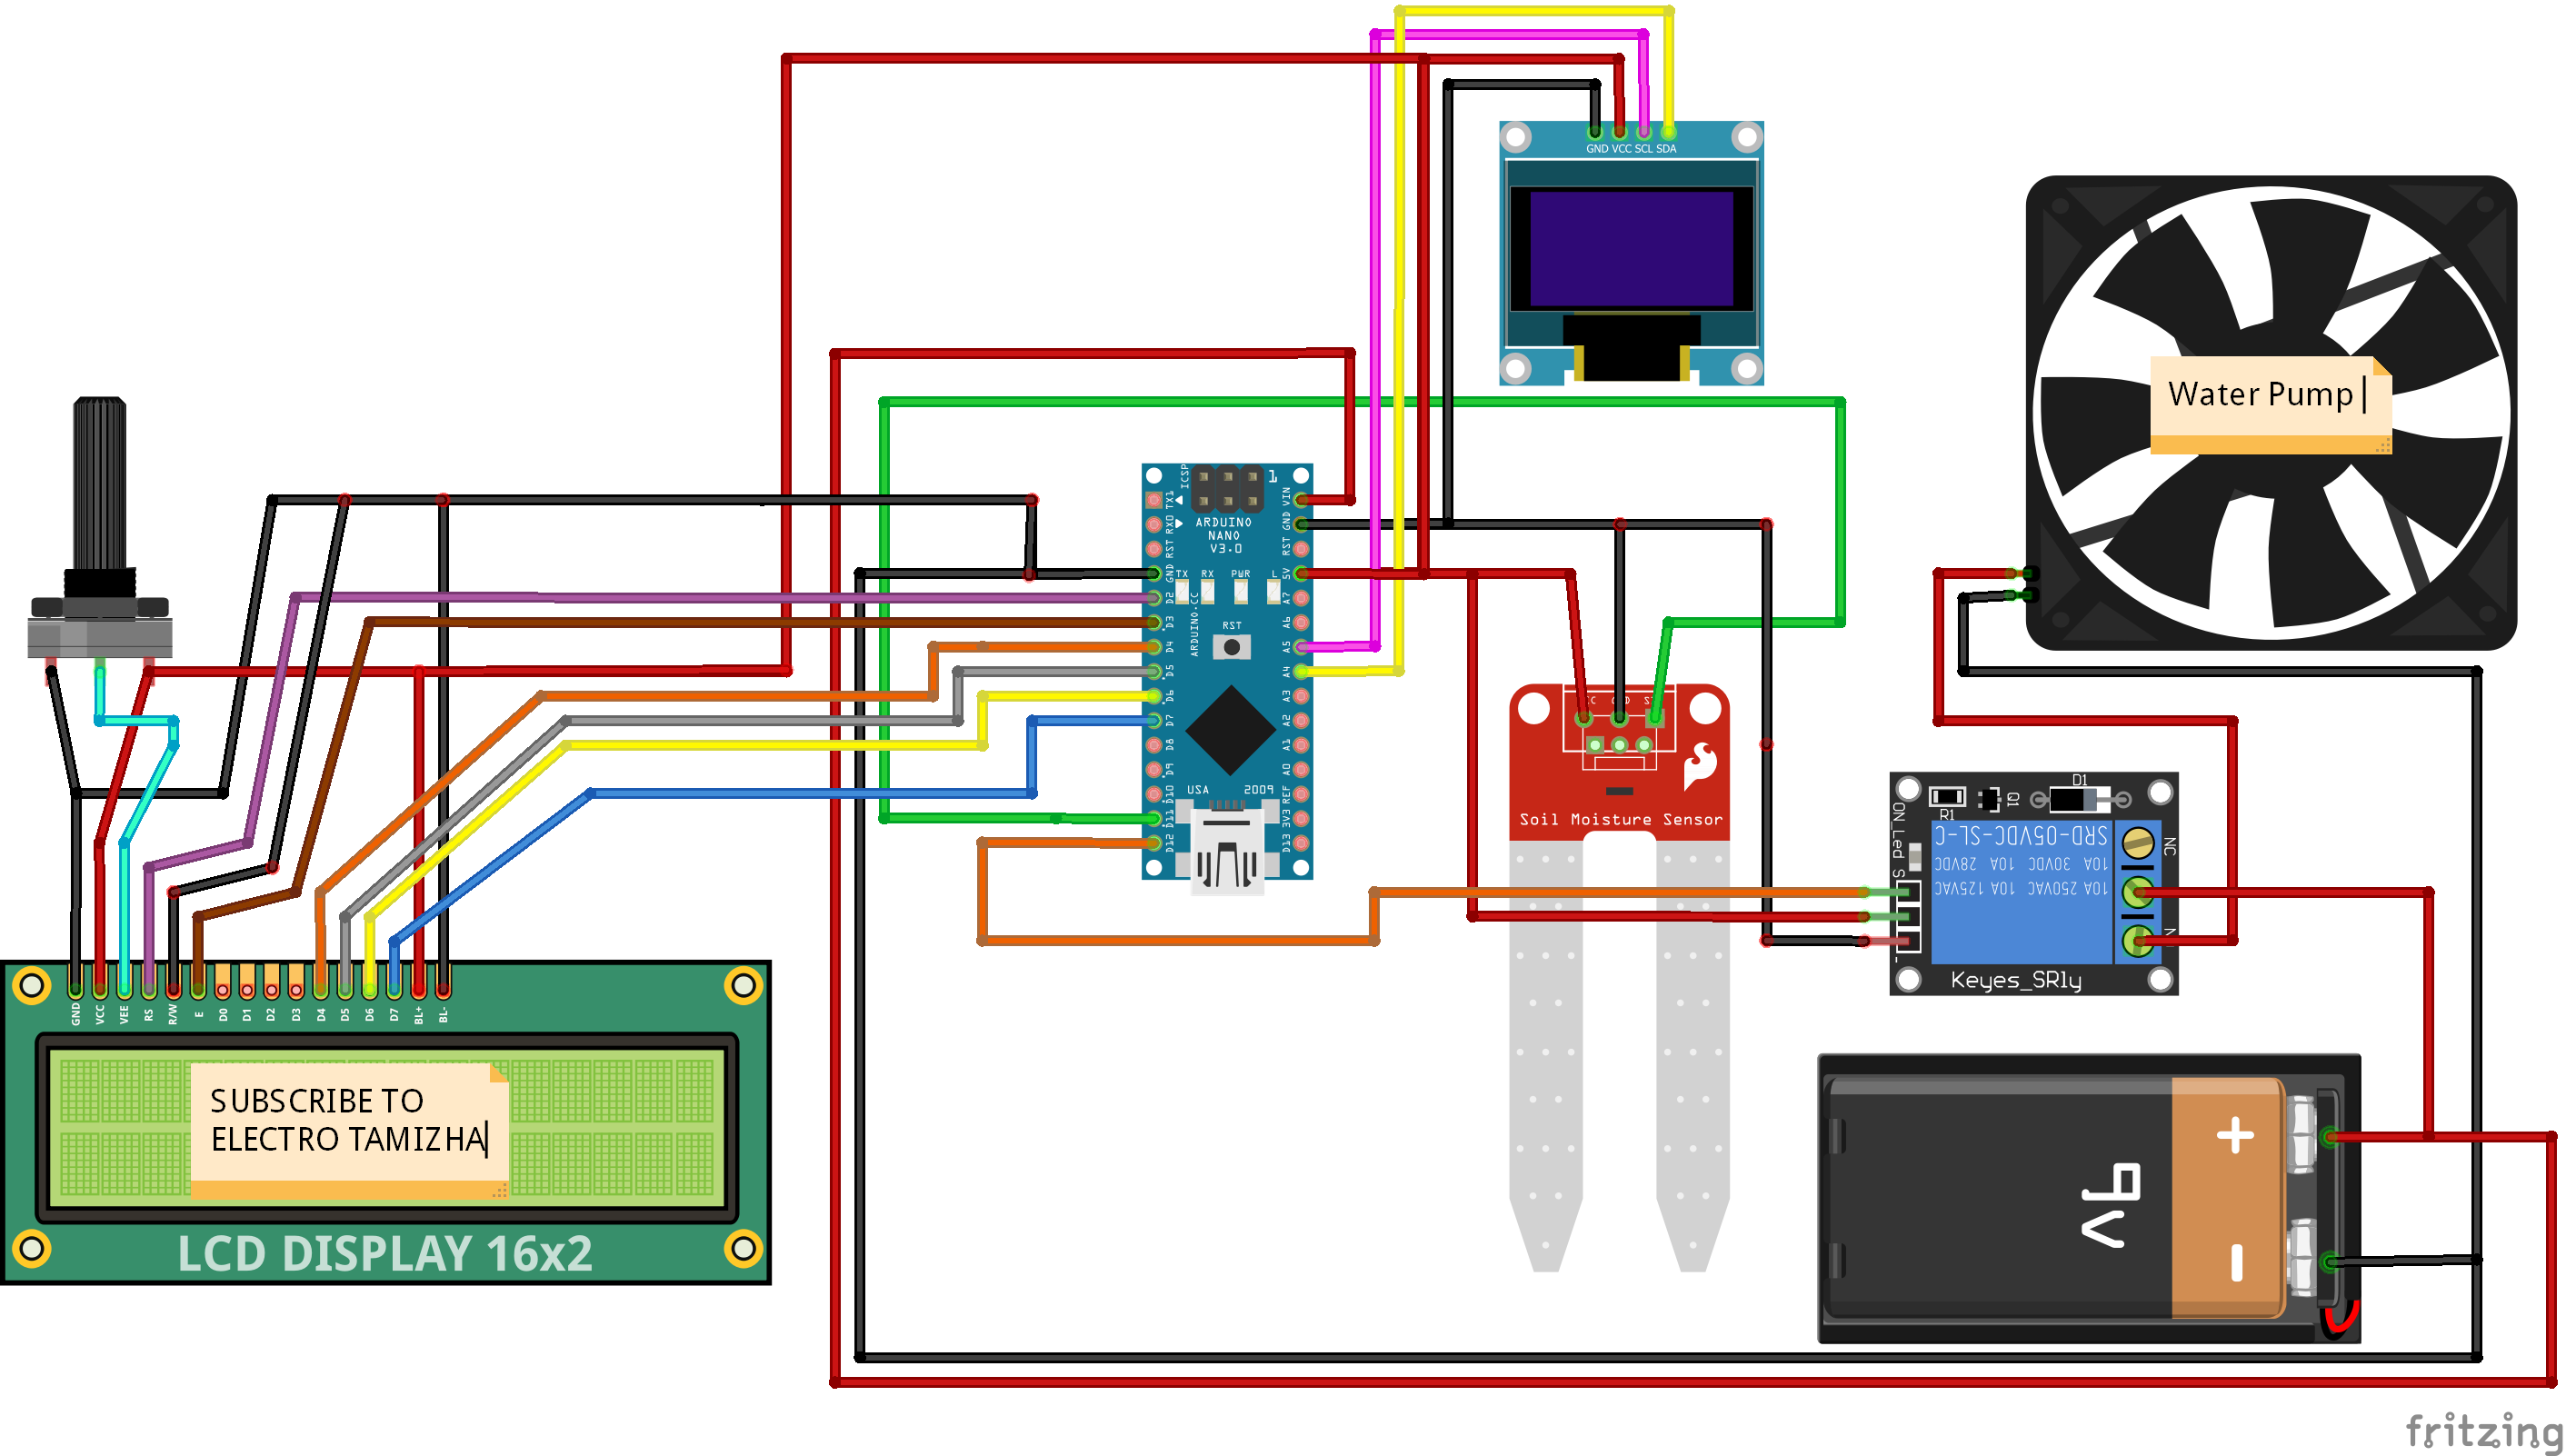 GND VCC SCL SDA
Water Pump
ICSP
1
TX1
RX0
RST
GND
D2
D3
D4
D5
D6
D7
D8
D9
D10
D11
D12
VIN
GND
RST
5V
A7
A6
A5
A4
A3
A2
A1
A0
REF
3V3
D13
ARDUINO
NANO
V3.0
TX RX PWR L
ARDUINO.CC
RST
USA 2009
Soil Moisture Sensor
D1
R1
Q1
ON_Led
S
-
NC
SRD-05VDC-SL-C
10A 30VDC 10A 28VDC
10A 250VAC 10A 125VAC
Keyes_SRly
GND VCC VEE RS R/W E D0 D1 D2 D3 D4 D5 D6 D7 BL+ BL-
SUBSCRIBE TO
ELECTRO TAMIZHA
LCD DISPLAY 16x2
+
9V
-
fritzing